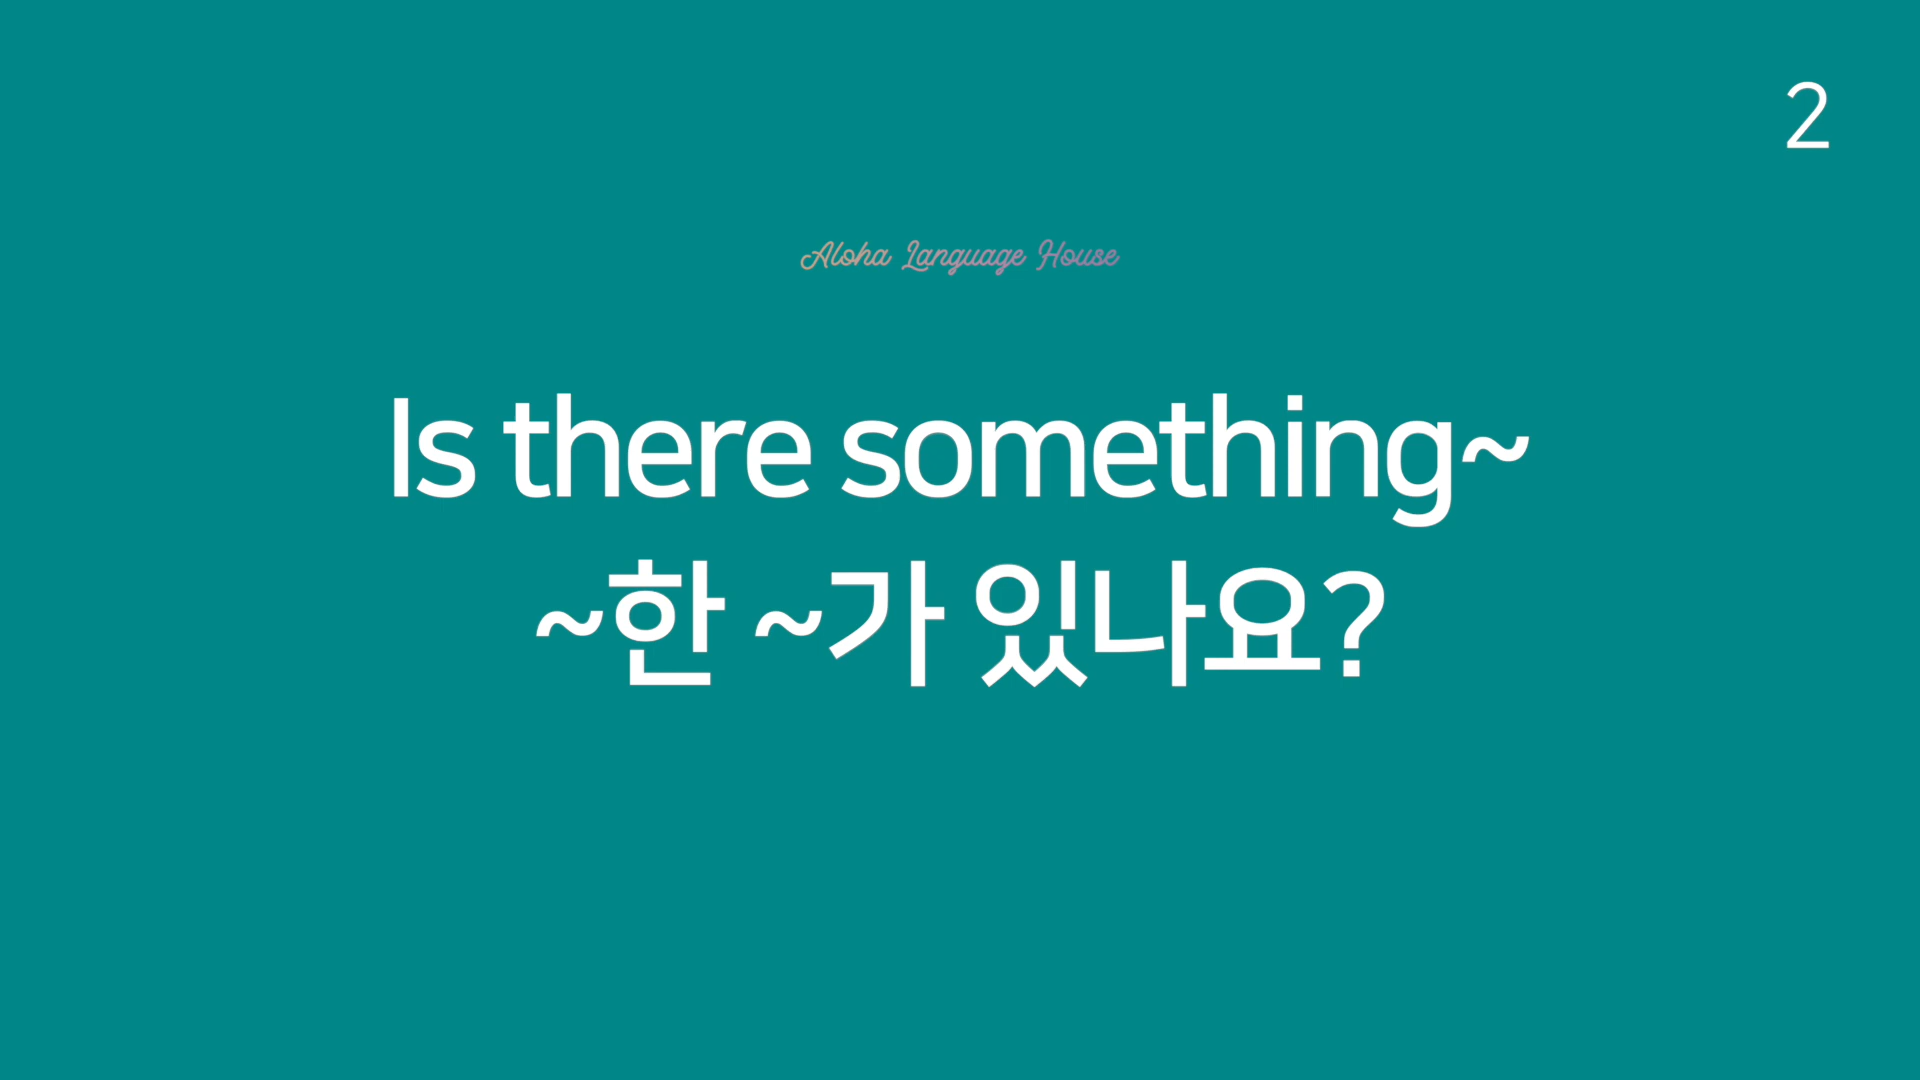 2
Aloha Language House
Is there something~
~한 ~가 있나요?